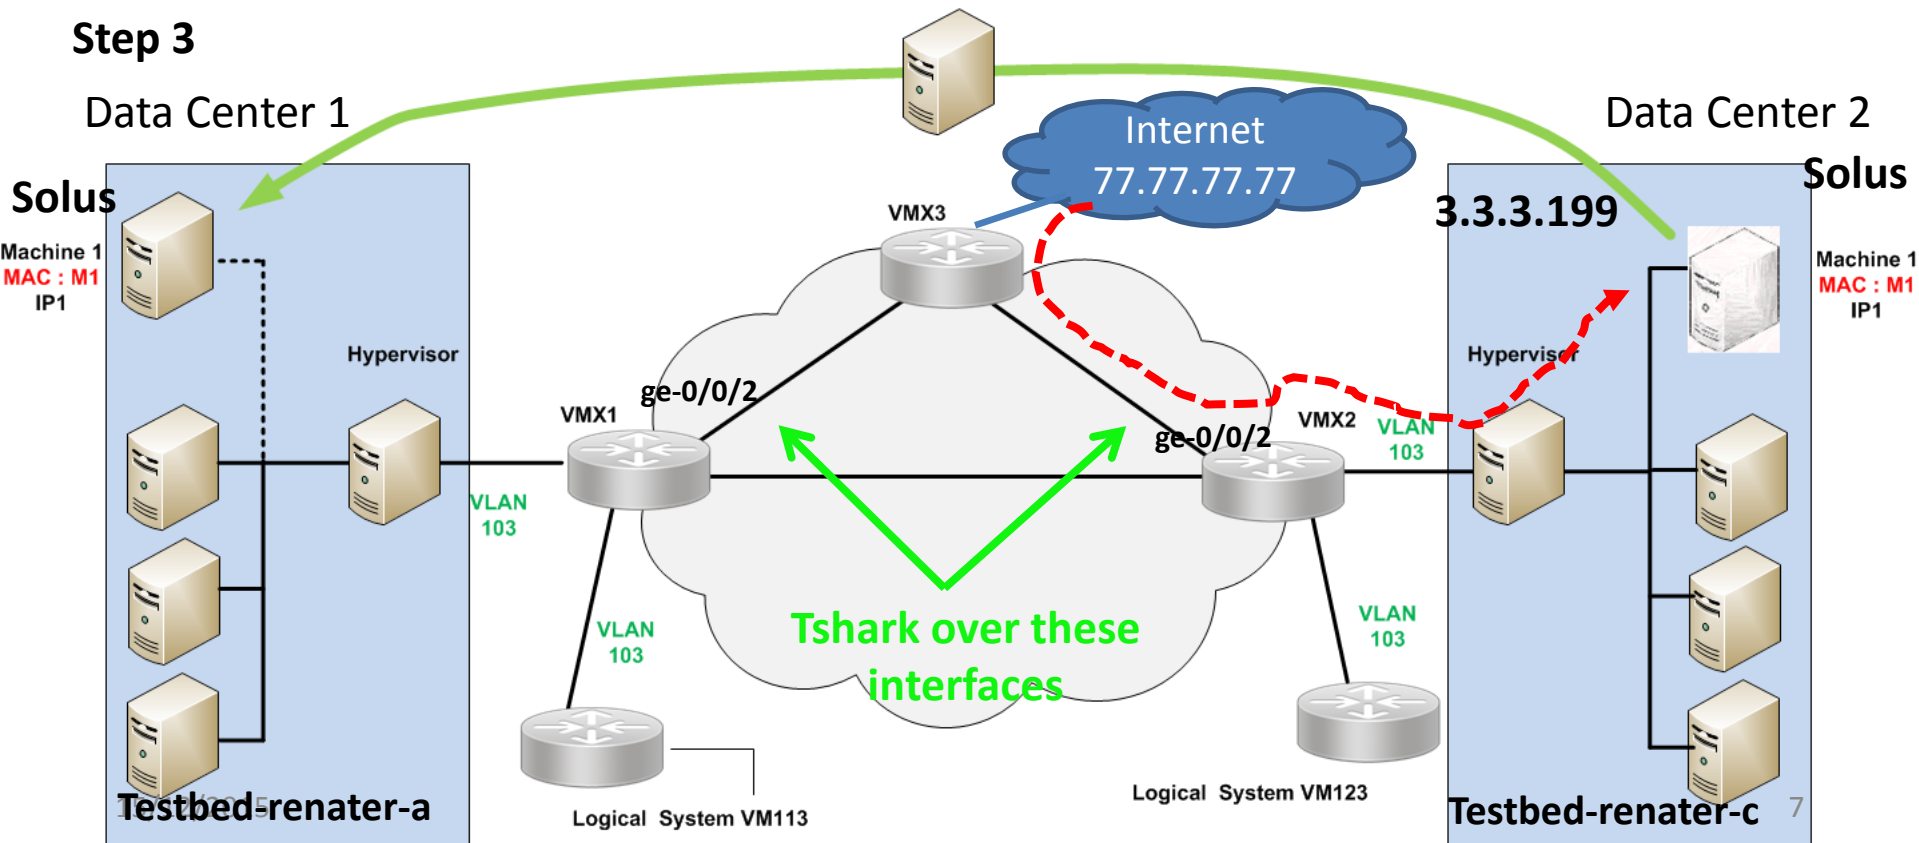 Step 3
Data Center 1
Data Center 2
Internet
77.77.77.77
Solus
Solus
3.3.3.199
VMX3
Machine 1
MAC : M1
IP1
Machine 1
MAC : M1
IP1
Hypervisor
Hypervisor
ge-0/0/2
VMX1
VMX2
ge-0/0/2
VLAN
103
VLAN
103
Tshark over these
interfaces
VLAN
103
VLAN
103
Logical System VM113
Logical System VM123
15/12/2015
Testbed-renater-a
Testbed-renater-c
7